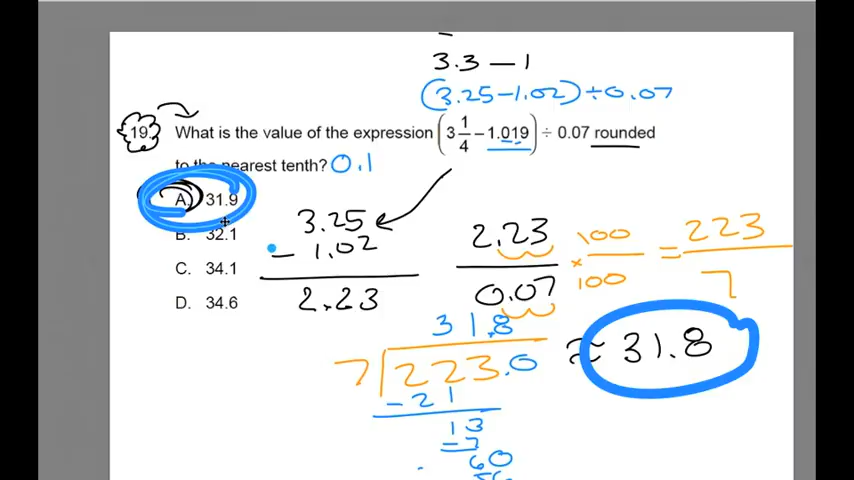 3.3 - 1
(3.25 - 1.02) ÷ 0.07
19. What is the value of the expression (3 1/4 - 1.019) ÷ 0.07 rounded
to the nearest tenth? 0.1
A. 31.9
B. 32.1
C. 34.1
D. 34.6
3.25
- 1.02
2.23
2.23 / 0.07 × 100 / 100 = 223 / 7
31.8
7 223.0
- 21
13
- 7
60
56
≈ 31.8